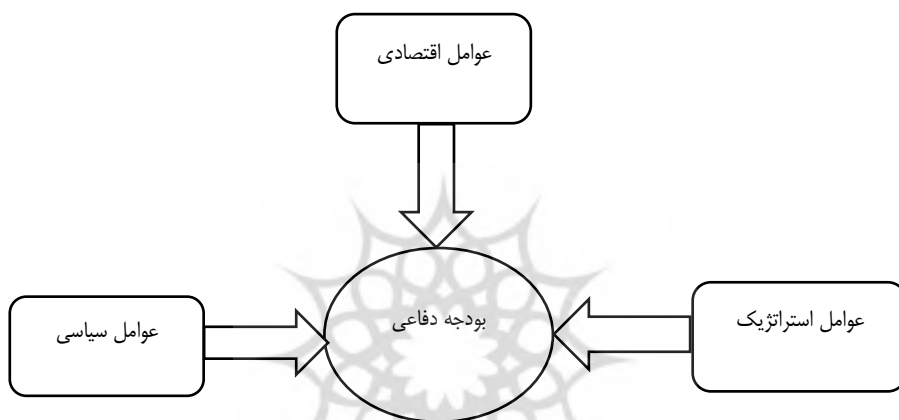 عوامل اقتصادی
بودجه دفاعی
عوامل استراتژیک
عوامل سیاسی